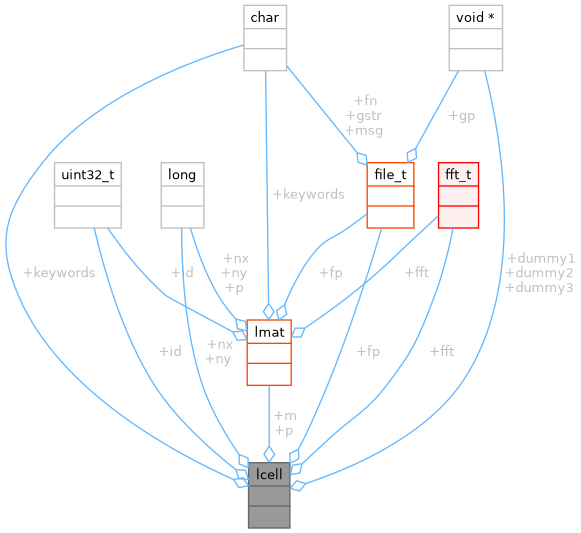 char
void *
+fn
+gstr
+msg
+gp
uint32_t
long
file_t
fft_t
+keywords
+keywords
+id
+nx
+ny
+p
+fp
+fft
+dummy1
+dummy2
+dummy3
lmat
+id
+nx
+ny
+fp
+fft
+m
+p
lcell